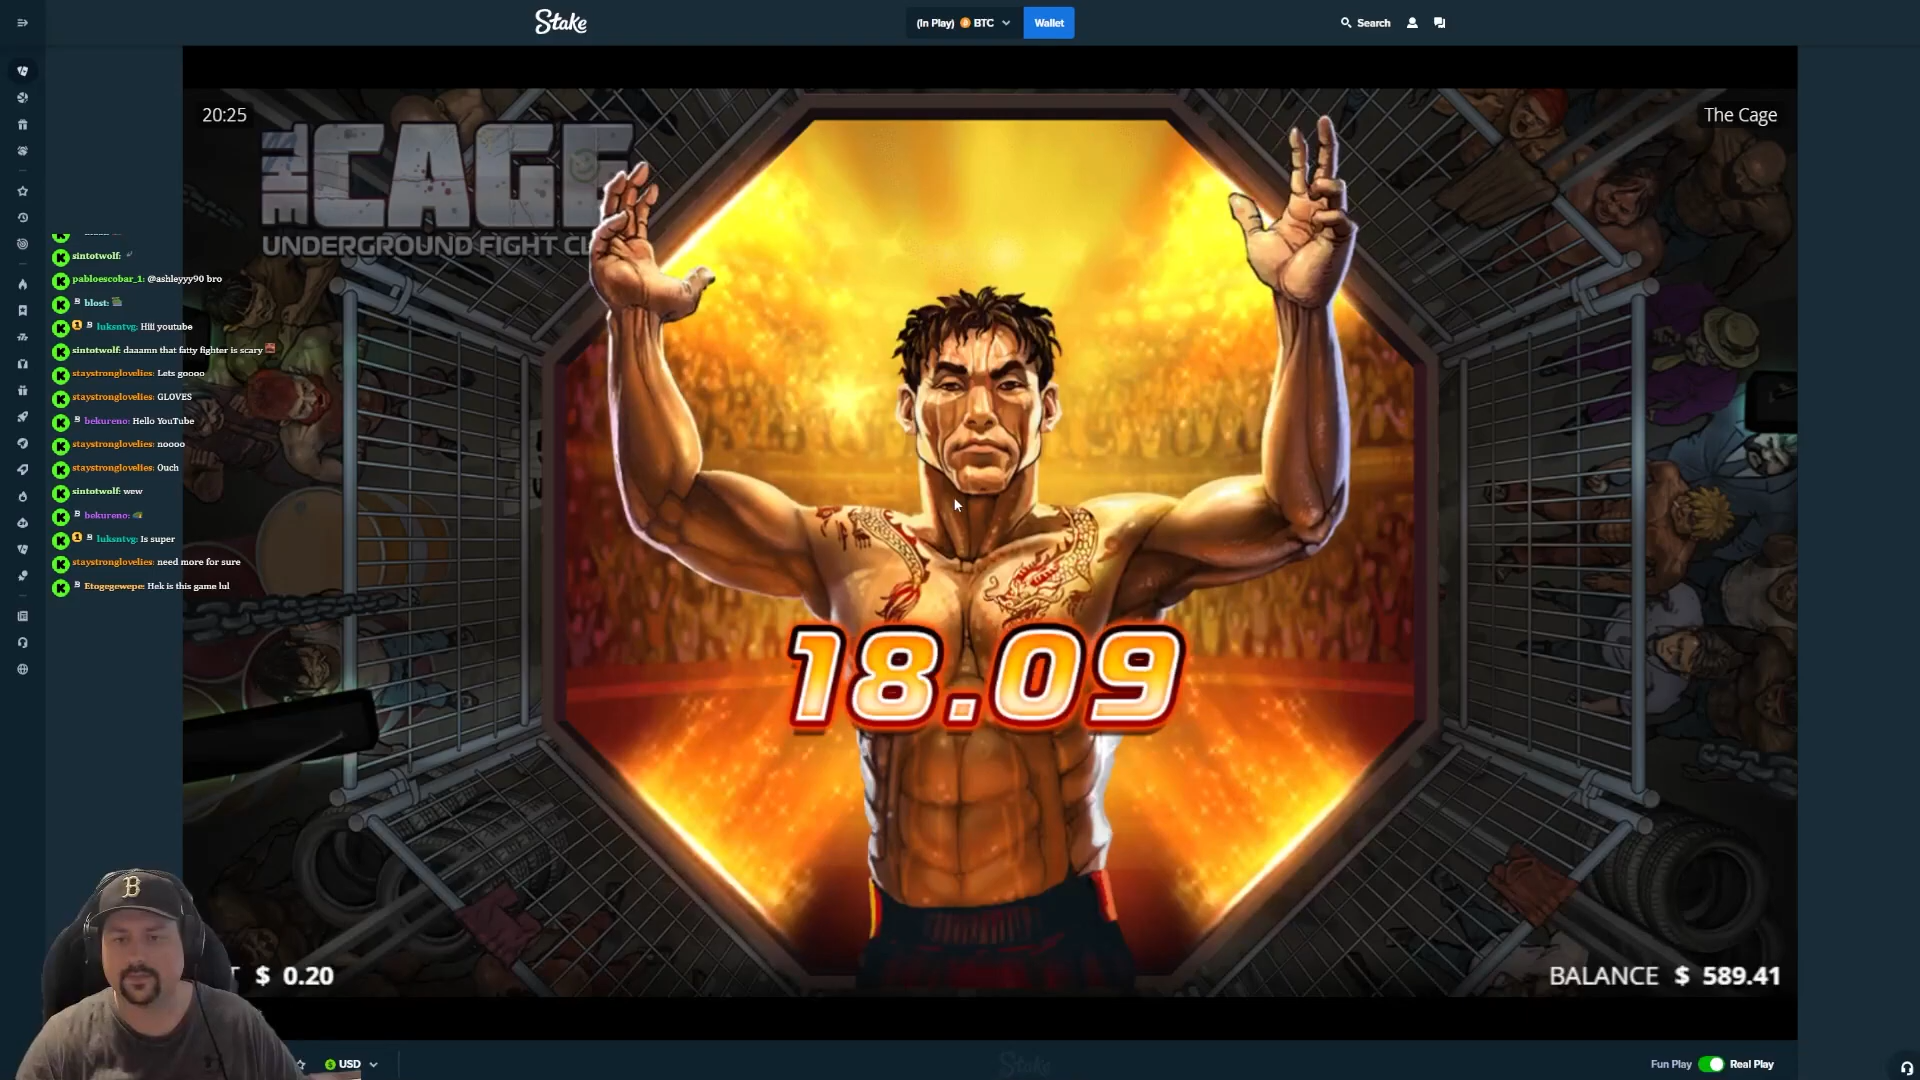 Stake
(In Play) BTC
Wallet
Search
20:25
The Cage
THE CAGE
UNDERGROUND FIGHT CL
sintotwolf:
pabloescobar_1: @ashleyyy90 bro
blost:
luksntvg: Hiii youtube
sintotwolf: daaamn that fatty fighter is scary
staystronglovelies: Lets goooo
staystronglovelies: GLOVES
bekureno: Hello YouTube
staystronglovelies: noooo
staystronglovelies: Ouch
sintotwolf: wew
bekureno:
luksntvg: Is super
staystronglovelies: need more for sure
Etogegewepe: Hek is this game lul
18.09
B
T $ 0.20
BALANCE $ 589.41
USD
Stake
Fun Play
Real Play